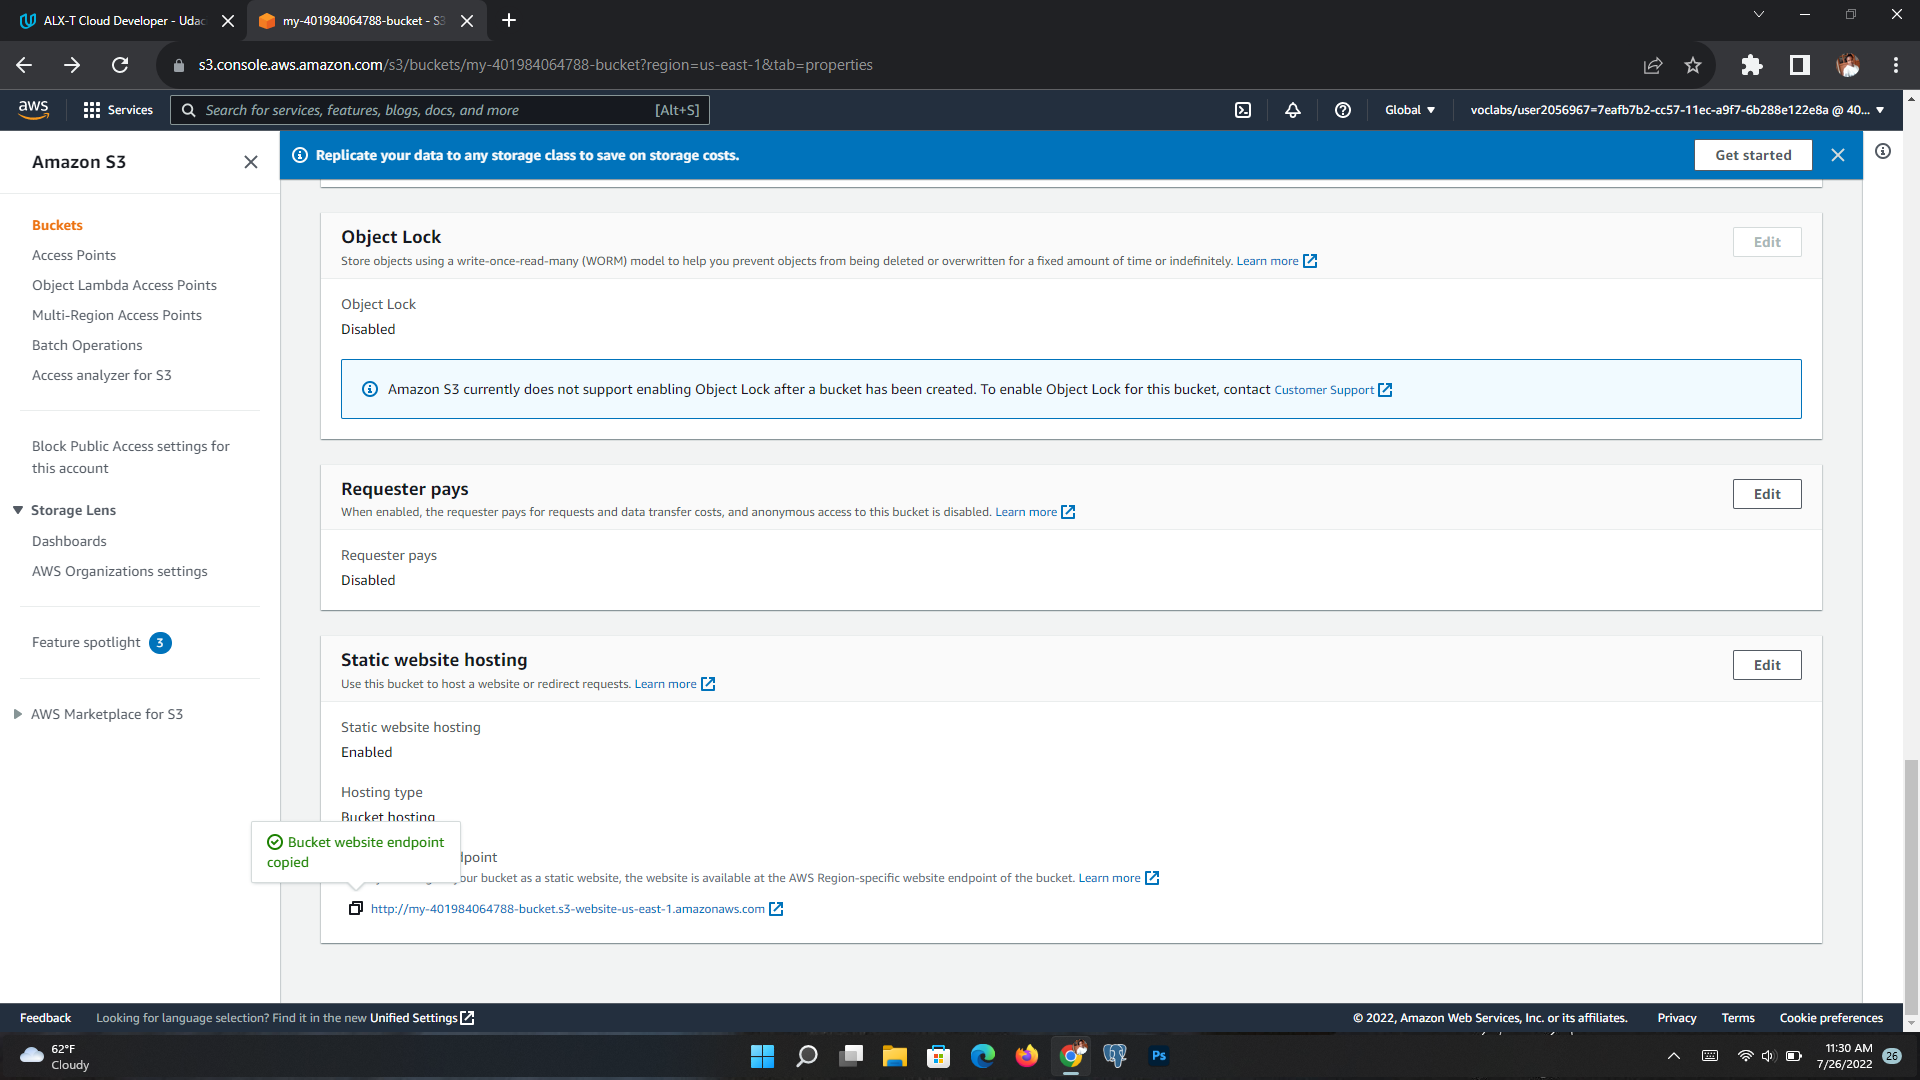 ALX-T Cloud Developer - Udac
my-401984064788-bucket - S3
s3.console.aws.amazon.com/s3/buckets/my-401984064788-bucket?region=us-east-1&tab=properties
aws
Services
Search for services, features, blogs, docs, and more
[Alt+S]
Global
voclabs/user2056967=7eafb7b2-cc57-11ec-a9f7-6b288e122e8a @ 40...
Amazon S3
Buckets
Access Points
Object Lambda Access Points
Multi-Region Access Points
Batch Operations
Access analyzer for S3
Block Public Access settings for
this account
Storage Lens
Dashboards
AWS Organizations settings
Feature spotlight 3
AWS Marketplace for S3
Replicate your data to any storage class to save on storage costs.
Get started
Object Lock
Edit
Store objects using a write-once-read-many (WORM) model to help you prevent objects from being deleted or overwritten for a fixed amount of time or indefinitely. Learn more
Object Lock
Disabled
Amazon S3 currently does not support enabling Object Lock after a bucket has been created. To enable Object Lock for this bucket, contact Customer Support
Requester pays
Edit
When enabled, the requester pays for requests and data transfer costs, and anonymous access to this bucket is disabled. Learn more
Requester pays
Disabled
Static website hosting
Edit
Use this bucket to host a website or redirect requests. Learn more
Static website hosting
Enabled
Hosting type
Bucket hosting
Bucket website endpoint
copied
dpoint
our bucket as a static website, the website is available at the AWS Region-specific website endpoint of the bucket. Learn more
http://my-401984064788-bucket.s3-website-us-east-1.amazonaws.com
Feedback
Looking for language selection? Find it in the new Unified Settings
© 2022, Amazon Web Services, Inc. or its affiliates.
Privacy
Terms
Cookie preferences
62°F
Cloudy
Ps
11:30 AM
7/26/2022
26